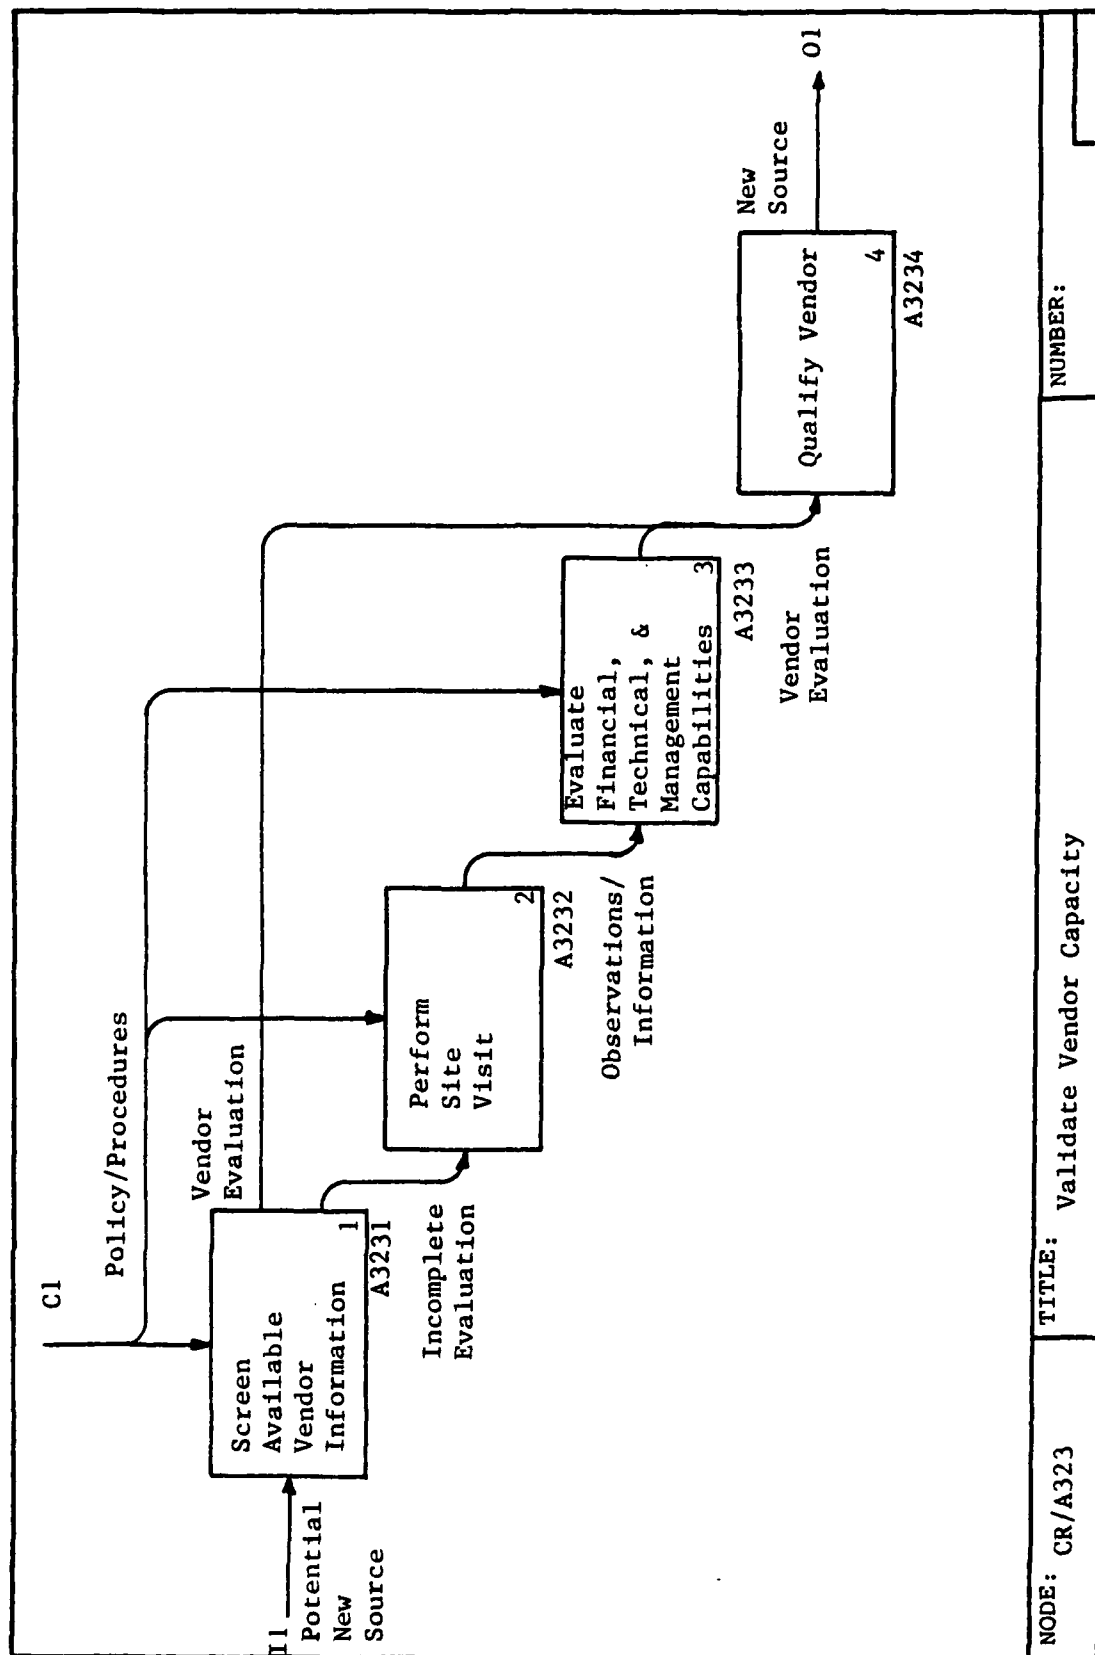 C1
Policy/Procedures
I1
Potential
New
Source
Screen
Available
Vendor
Information
1
A3231
Vendor
Evaluation
Incomplete
Evaluation
Perform
Site
Visit
2
A3232
Observations/
Information
Evaluate
Financial,
Technical, &
Management
Capabilities
3
A3233
Vendor
Evaluation
Qualify Vendor
4
A3234
New
Source
O1
NODE: CR/A323
TITLE: Validate Vendor Capacity
NUMBER: